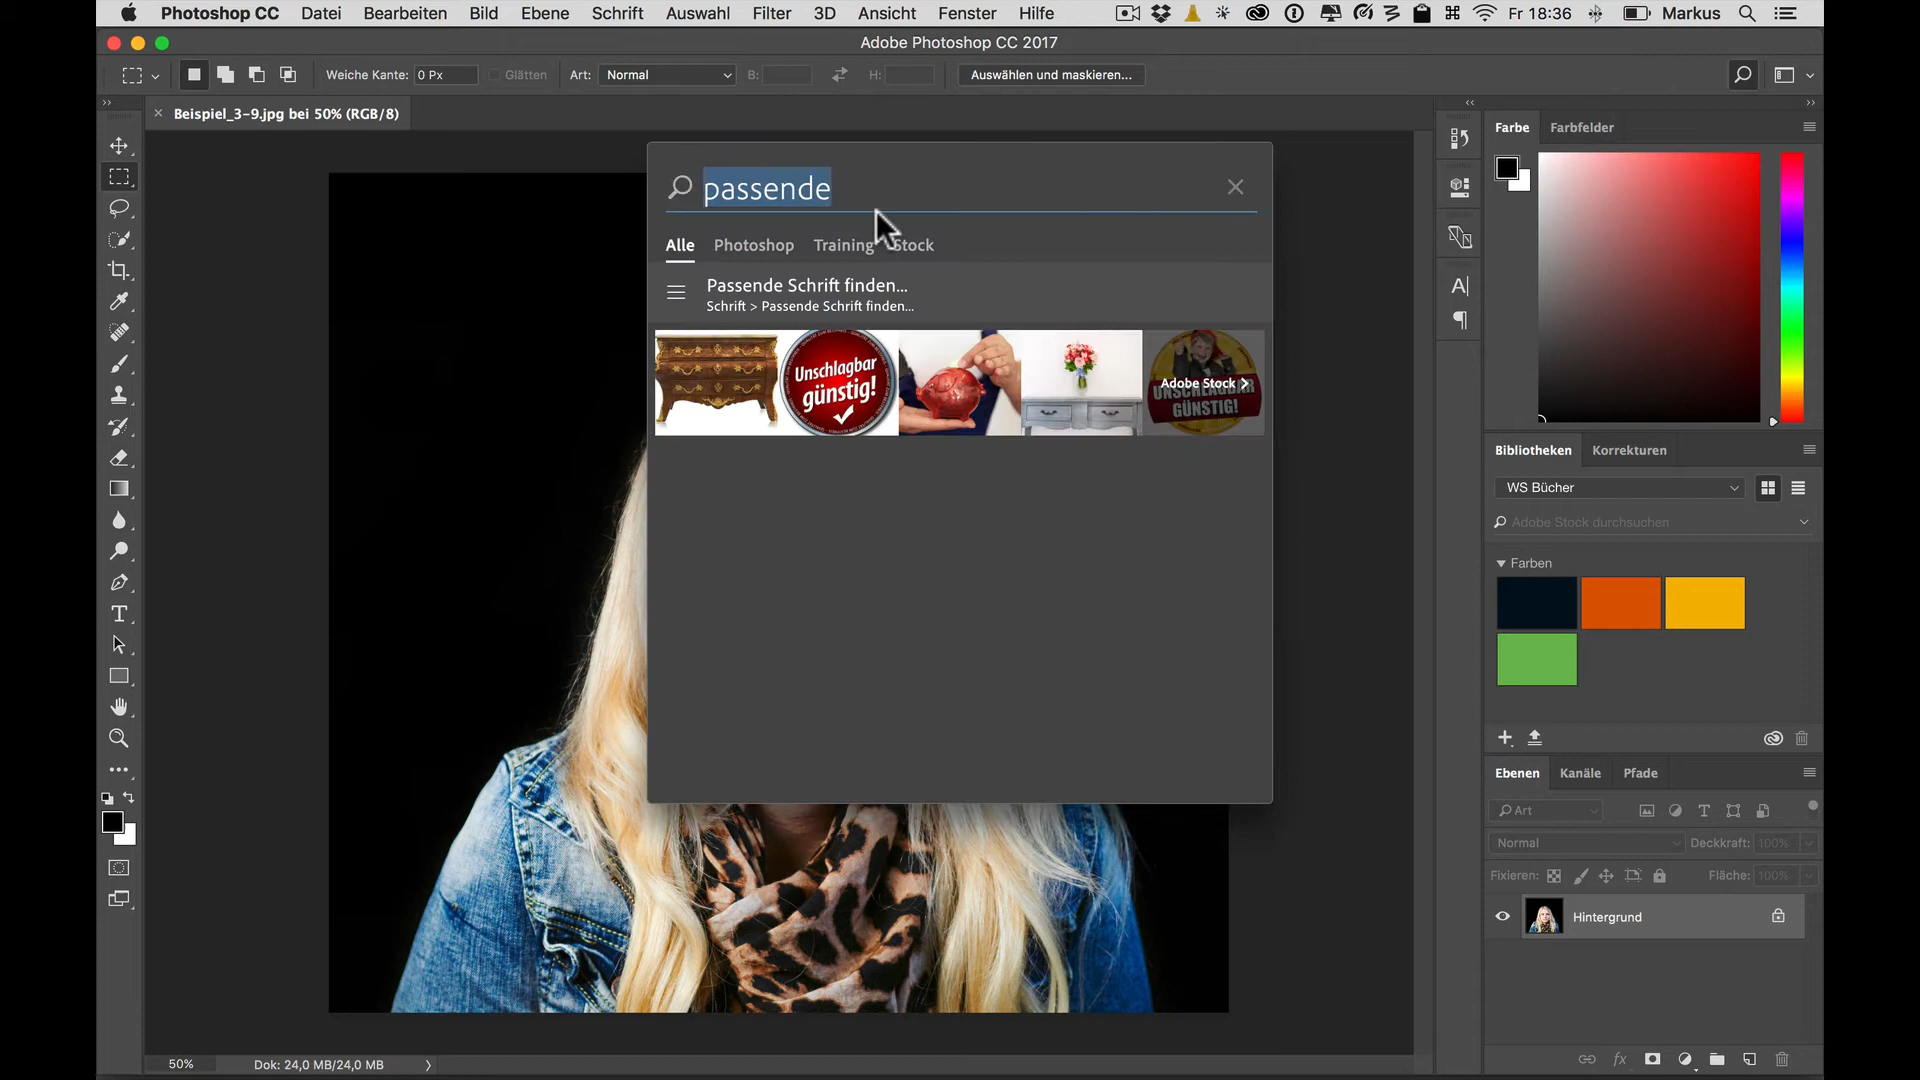 Photoshop CC Datei Bearbeiten Bild Ebene Schrift Auswahl Filter 3D Ansicht Fenster Hilfe Fr 18:36 Markus
Adobe Photoshop CC 2017
Weiche Kante: 0 Px Glätten Art: Normal B: H: Auswählen und maskieren...
Beispiel_3-9.jpg bei 50% (RGB/8)
passende
Alle Photoshop Training Stock
Passende Schrift finden...
Schrift > Passende Schrift finden...
Unschlagbar
günstig!
Adobe Stock
UNSCHLAGBAR
GÜNSTIG!
Farbe Farbfelder
Bibliotheken Korrekturen
WS Bücher
Adobe Stock durchsuchen
Farben
Ebenen Kanäle Pfade
Art
Normal Deckkraft: 100%
Fixieren: Fläche: 100%
Hintergrund
fx
50% Dok: 24,0 MB/24,0 MB